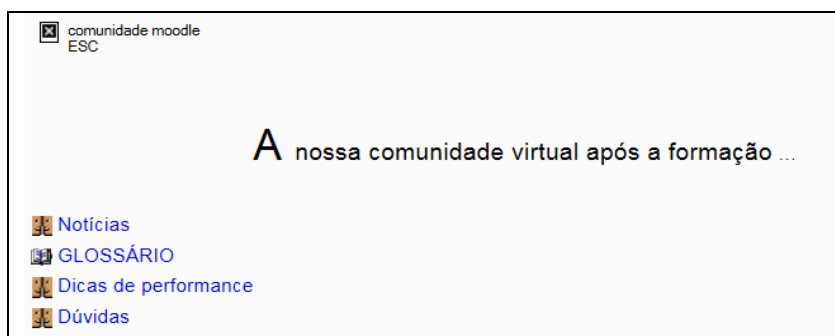 comunidade moodle
ESC
A nossa comunidade virtual após a formação ...
Notícias
GLOSSÁRIO
Dicas de performance
Dúvidas